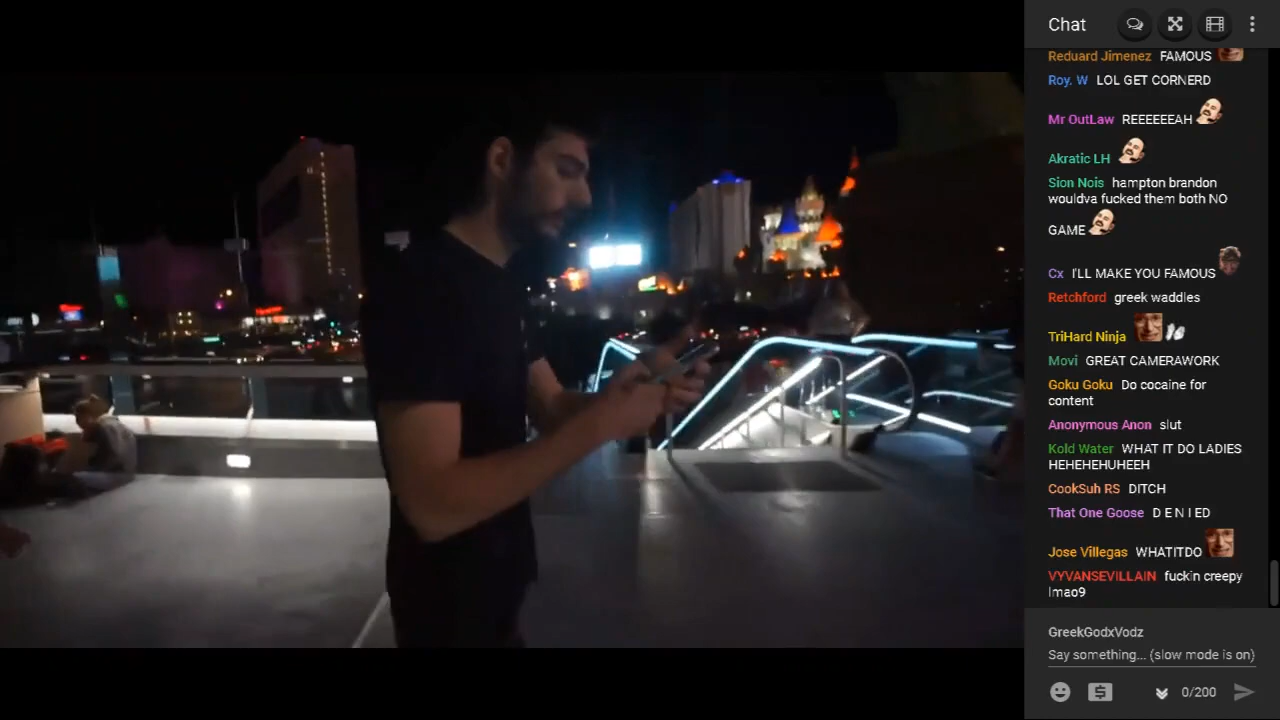 Chat
Reduard Jimenez FAMOUS
Roy. W LOL GET CORNERD
Mr OutLaw REEEEEEAH
Akratic LH
Sion Nois hampton brandon
wouldva fucked them both NO
GAME
Cx I'LL MAKE YOU FAMOUS
Retchford greek waddles
TriHard Ninja
Movi GREAT CAMERAWORK
Goku Goku Do cocaine for
content
Anonymous Anon slut
Kold Water WHAT IT DO LADIES
HEHEHEHUHEEH
CookSuh RS DITCH
That One Goose D E N I E D
Jose Villegas WHATITDO
VYVANSEVILLAIN fuckin creepy
lmao9
GreekGodxVodz
Say something... (slow mode is on)
0/200